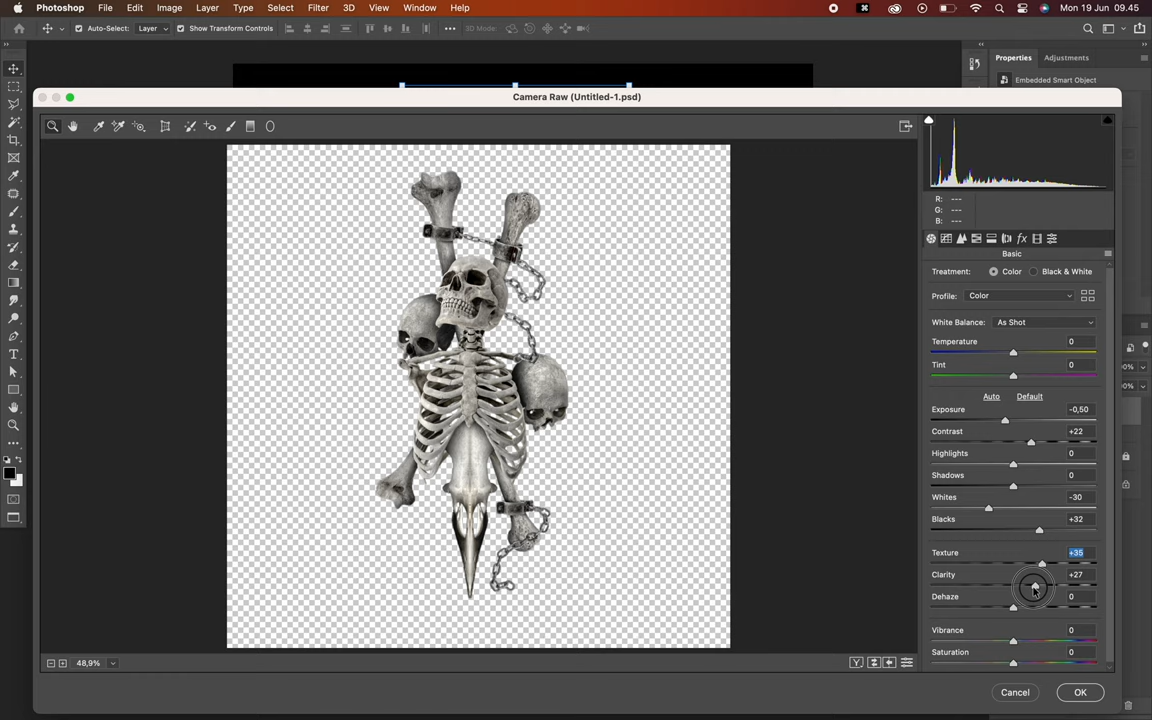 Photoshop File Edit Image Layer Type Select Filter 3D View Window Help Mon 19 Jun 09.45
Auto-Select: Layer Show Transform Controls 3D Mode:
Properties Adjustments
Embedded Smart Object
Camera Raw (Untitled-1.psd)
R: ---
G: ---
B: ---
Basic
Treatment: Color Black & White
Profile: Color
White Balance: As Shot
Temperature 0
Tint 0
Auto Default
Exposure -0,50
Contrast +22
Highlights 0
Shadows 0
Whites -30
Blacks +32
Texture +35
Clarity +27
Dehaze 0
Vibrance 0
Saturation 0
48,9%
Y
Cancel OK